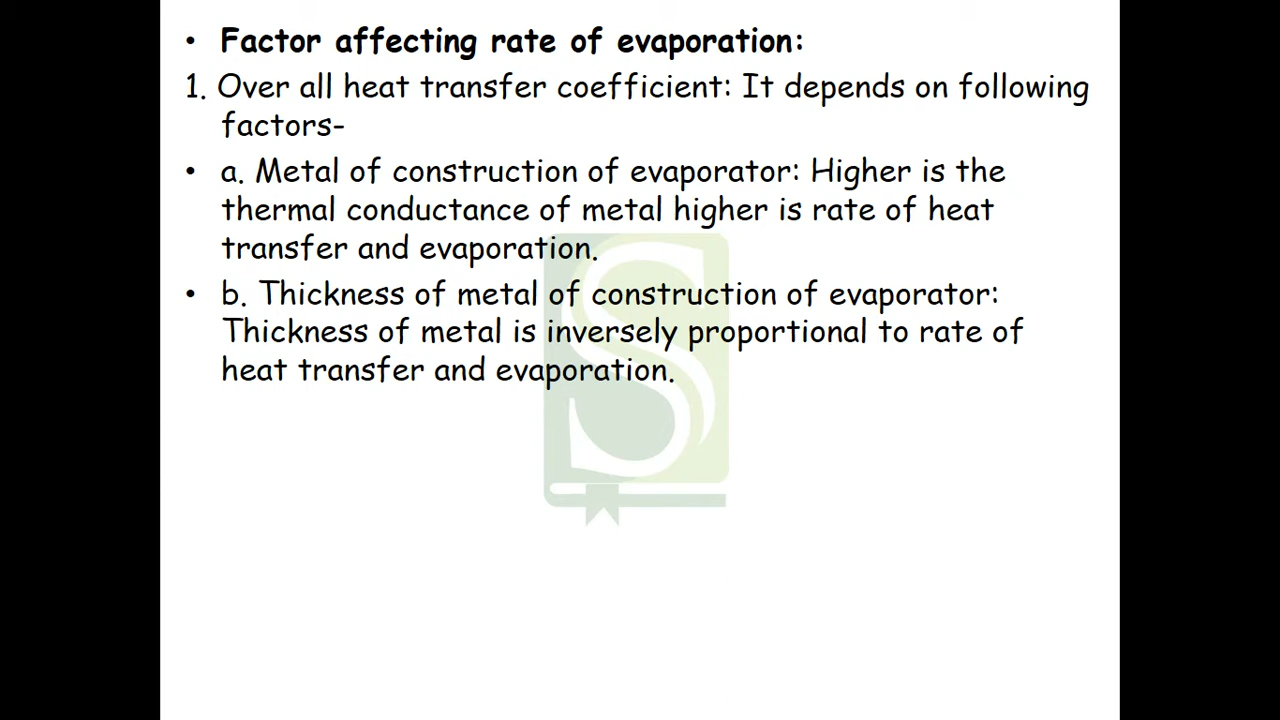 • Factor affecting rate of evaporation:
1. Over all heat transfer coefficient: It depends on following
factors-
• a. Metal of construction of evaporator: Higher is the
thermal conductance of metal higher is rate of heat
transfer and evaporation.
• b. Thickness of metal of construction of evaporator:
Thickness of metal is inversely proportional to rate of
heat transfer and evaporation.